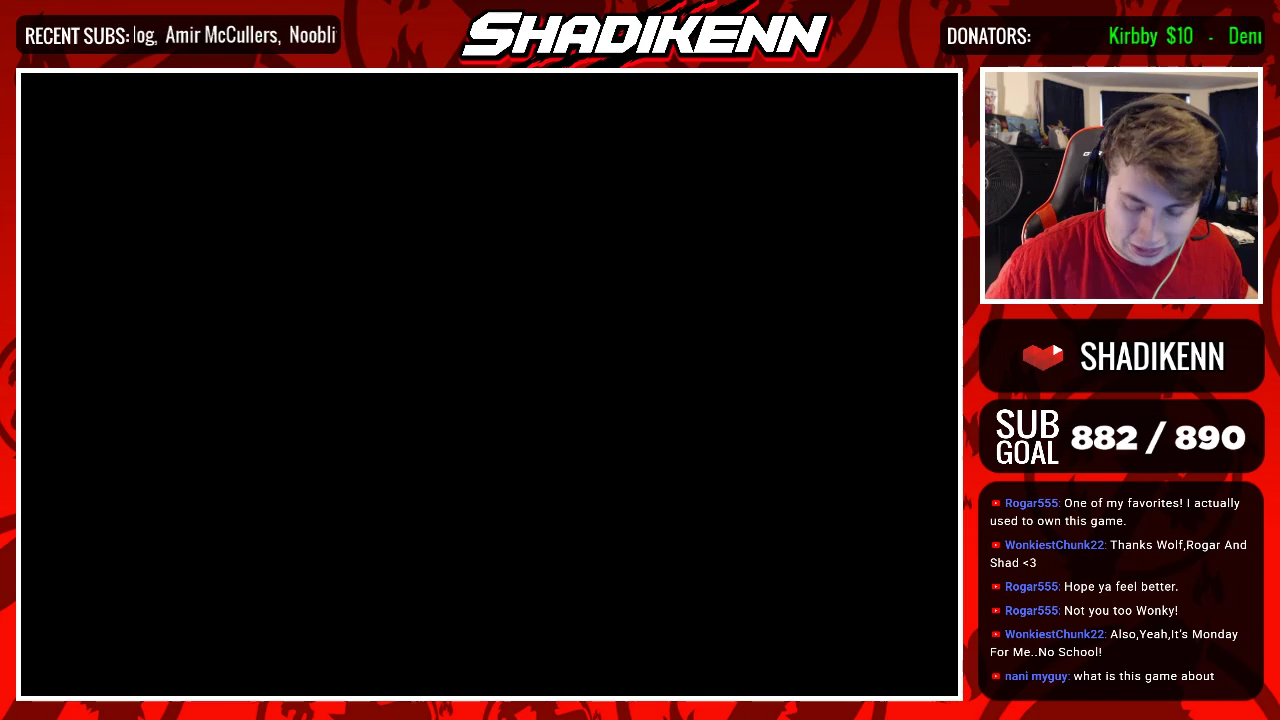 RECENT SUBS: log, Amir McCullers, Noobli
SHADIKENN
DONATORS: Kirbby $10 -
SHADIKENN
SUB GOAL 882 / 890
Rogar555: One of my favorites! I actually
used to own this game.
WonkiestChunk22: Thanks Wolf,Rogar And
Shad <3
Rogar555: Hope ya feel better.
Rogar555: Not you too Wonky!
WonkiestChunk22: Also,Yeah,It's Monday
For Me..No School!
nani myguy: what is this game about